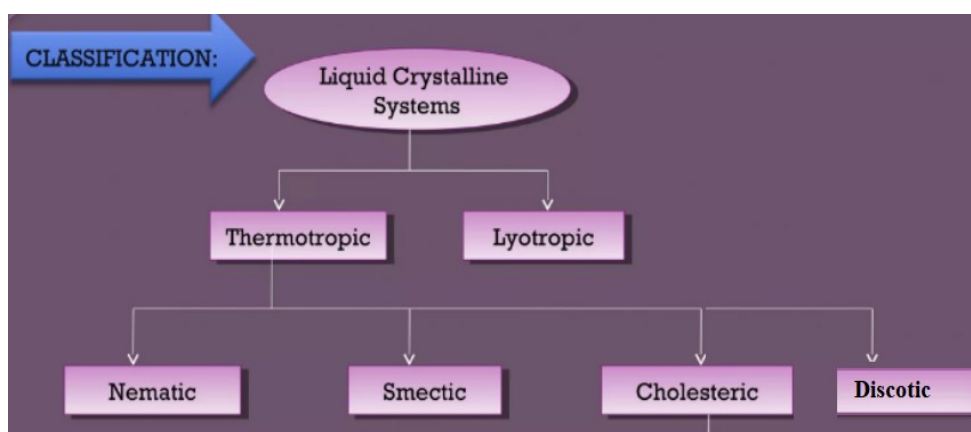 CLASSIFICATION:
Liquid Crystalline
Systems
Thermotropic
Lyotropic
Nematic
Smectic
Cholesteric
Discotic